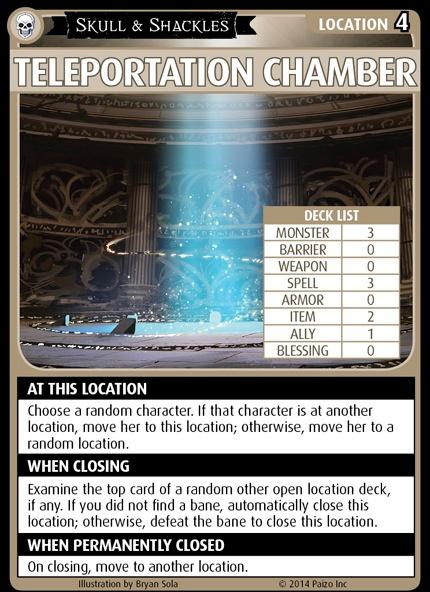 SKULL & SHACKLES LOCATION 4
TELEPORTATION CHAMBER
DECK LIST
MONSTER 3
BARRIER 0
WEAPON 0
SPELL 3
ARMOR 0
ITEM 2
ALLY 1
BLESSING 0
AT THIS LOCATION
Choose a random character. If that character is at another
location, move her to this location; otherwise, move her to a
random location.
WHEN CLOSING
Examine the top card of a random other open location deck,
if any. If you did not find a bane, automatically close this
location; otherwise, defeat the bane to close this location.
WHEN PERMANENTLY CLOSED
On closing, move to another location.
Illustration by Bryan Sola © 2014 Paizo Inc